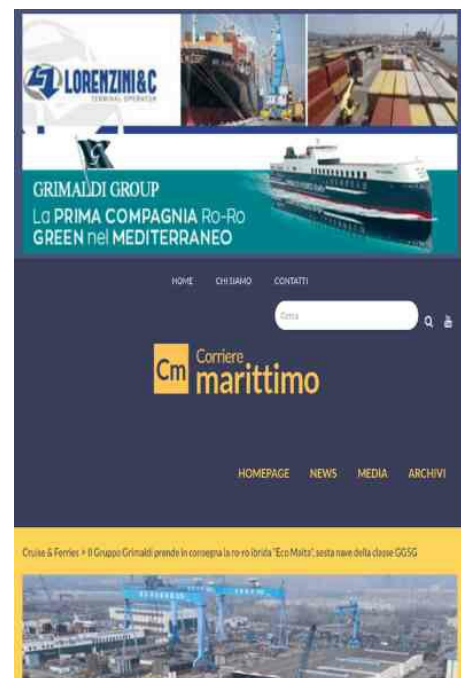 LORENZINI&C
TERMINAL OPERATOR
GRIMALDI GROUP
La PRIMA COMPAGNIA Ro-Ro
GREEN nel MEDITERRANEO
HOME CHI SIAMO CONTATTI
Cerca
Cm Corriere
marittimo
HOMEPAGE NEWS MEDIA ARCHIVI
Cruise & Ferries > Il Gruppo Grimaldi prende in consegna la ro-ro ibrida "Eco Malta", sesta nave della classe GG5G